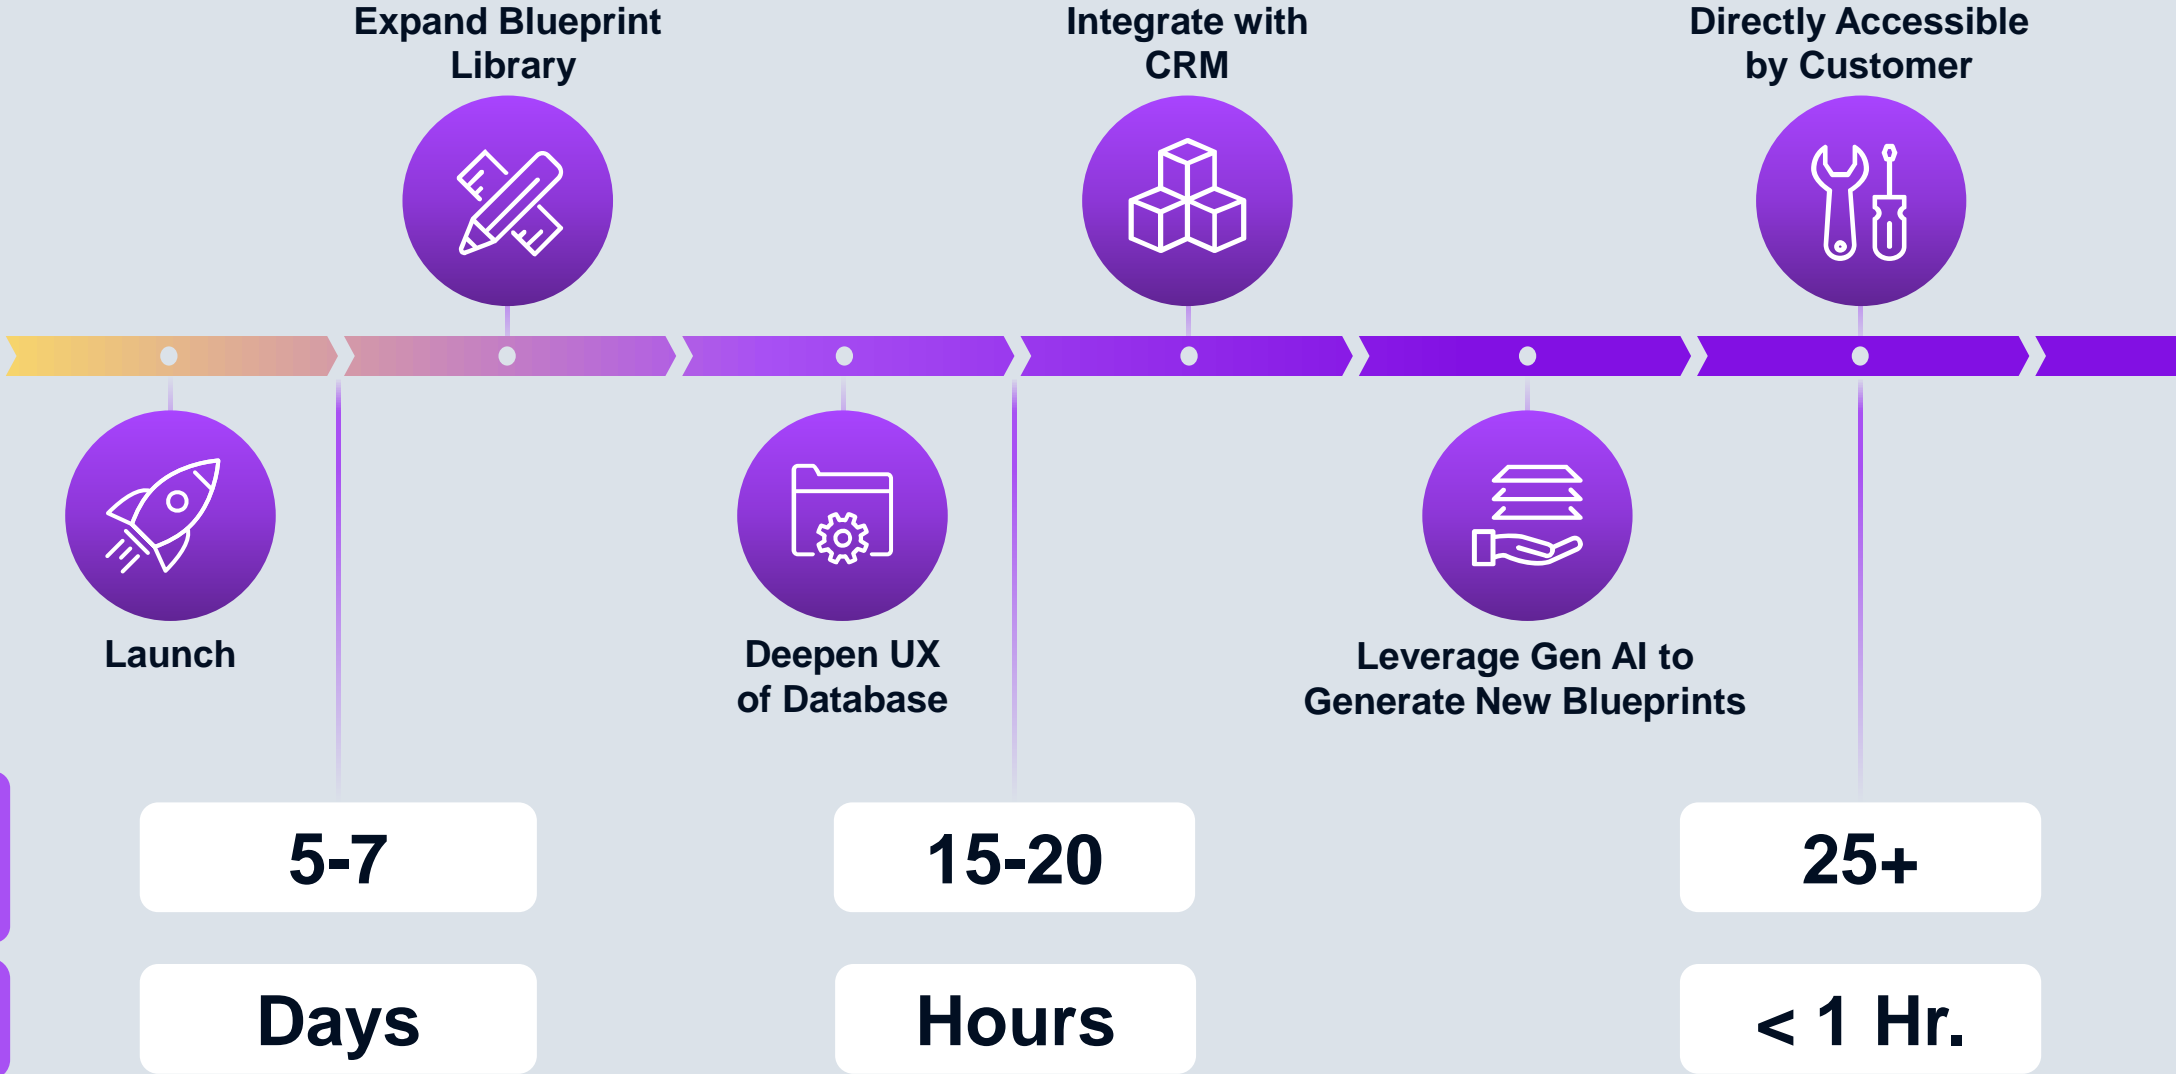 Expand Blueprint
Library
Integrate with
CRM
Directly Accessible
by Customer
Launch
Deepen UX
of Database
Leverage Gen AI to
Generate New Blueprints
5-7
15-20
25+
Days
Hours
< 1 Hr.